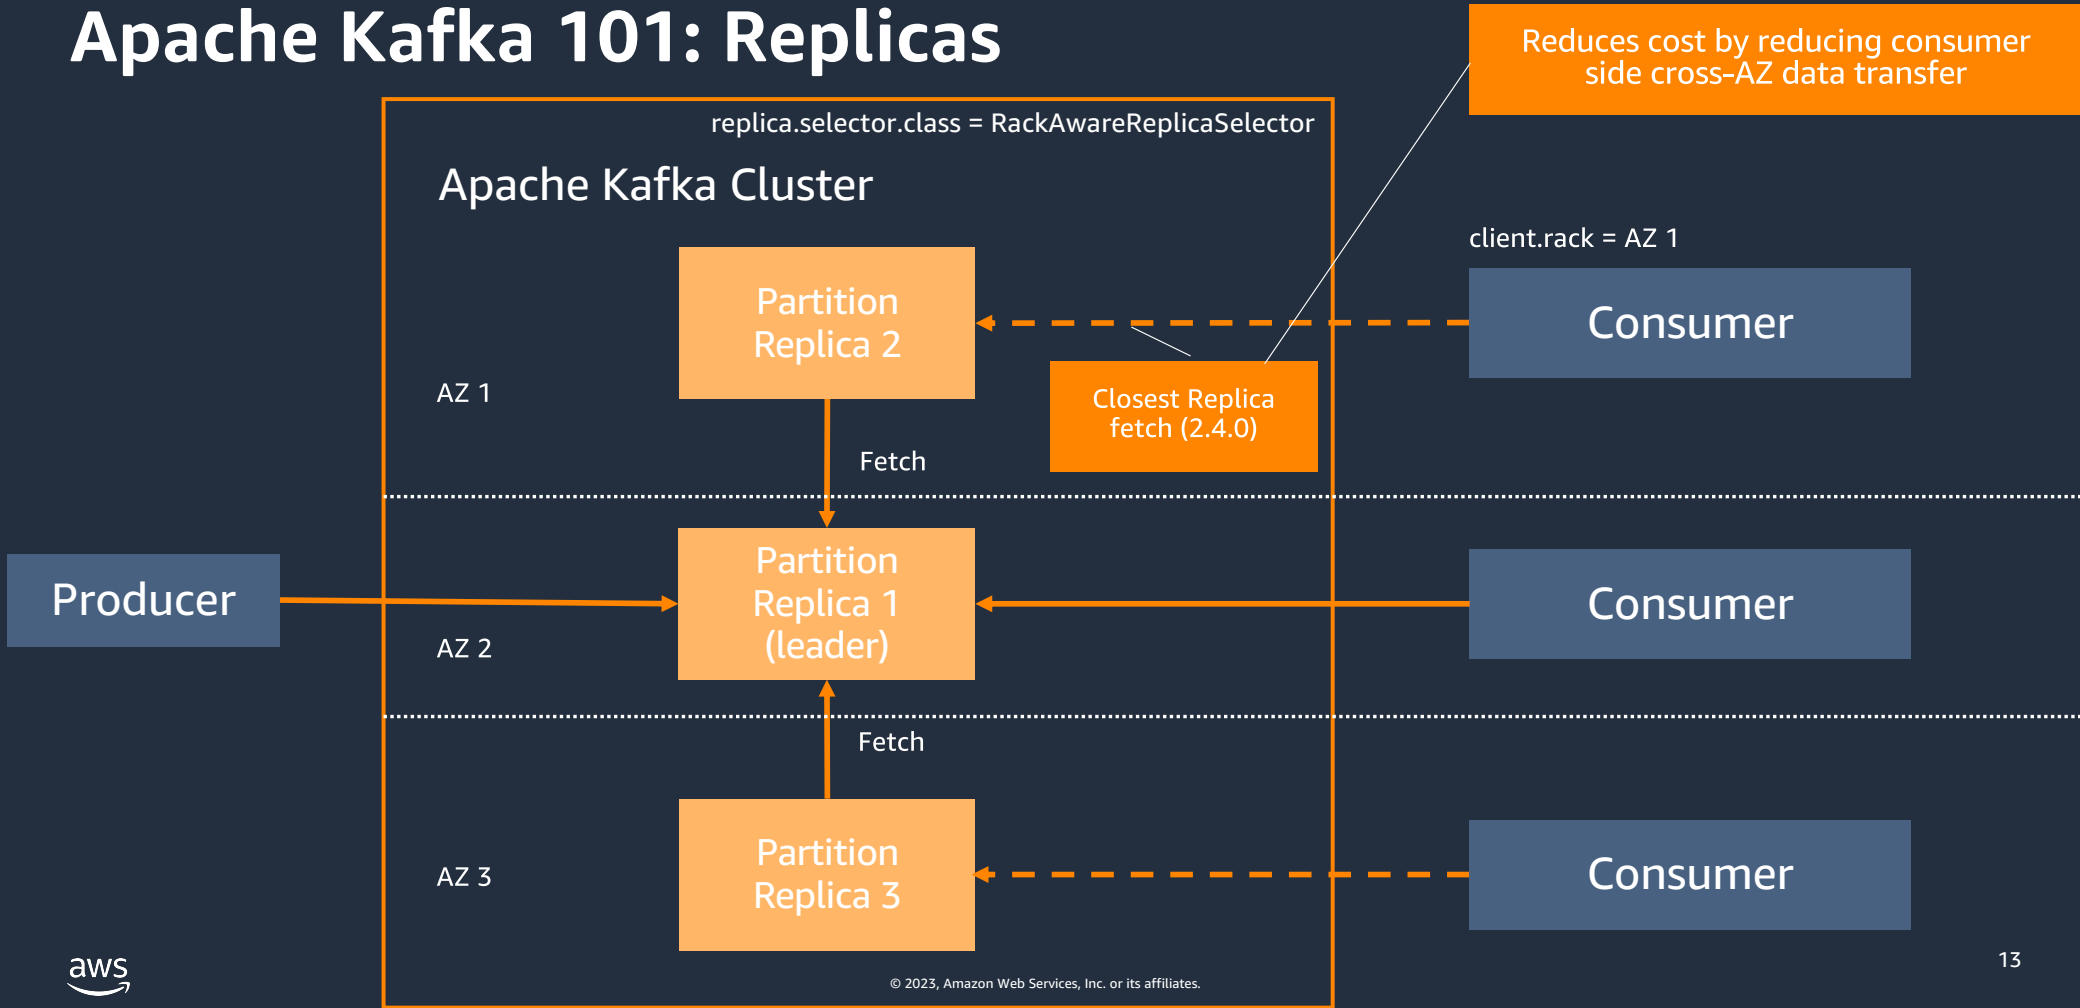 Apache Kafka 101: Replicas
Reduces cost by reducing consumer
side cross-AZ data transfer
replica.selector.class = RackAwareReplicaSelector
Apache Kafka Cluster
client.rack = AZ 1
Partition
Replica 2
Consumer
AZ 1
Closest Replica
fetch (2.4.0)
Fetch
Producer
Partition
Replica 1
(leader)
Consumer
AZ 2
Fetch
Partition
Replica 3
Consumer
AZ 3
aws
© 2023, Amazon Web Services, Inc. or its affiliates.
13